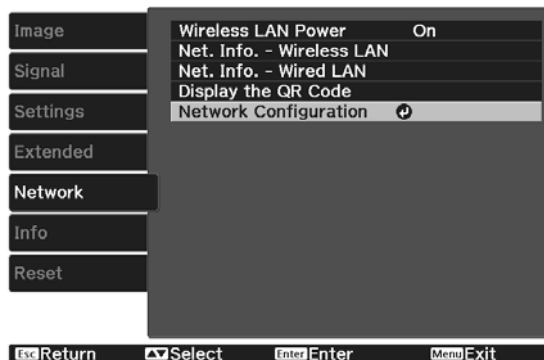 Image
Signal
Settings
Extended
Network
Info
Reset
Wireless LAN Power On
Net. Info. - Wireless LAN
Net. Info. - Wired LAN
Display the QR Code
Network Configuration
Esc Return Select Enter Enter Menu Exit